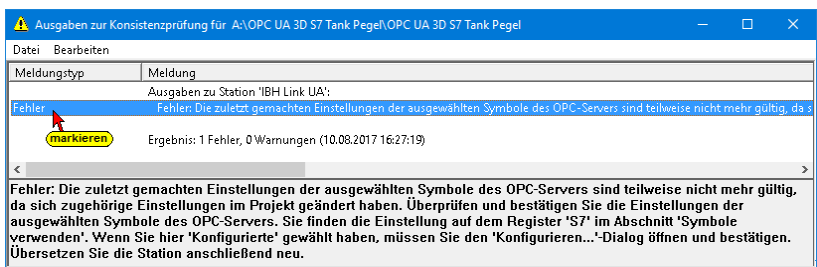 Ausgaben zur Konsistenzprüfung für A:\OPC UA 3D S7 Tank Pegel\OPC UA 3D S7 Tank Pegel
Datei Bearbeiten
Meldungstyp Meldung
Ausgaben zu Station 'IBH Link UA':
Fehler Fehler: Die zuletzt gemachten Einstellungen der ausgewählten Symbole des OPC-Servers sind teilweise nicht mehr gültig, da s
markieren
Ergebnis: 1 Fehler, 0 Warnungen (10.08.2017 16:27:19)
Fehler: Die zuletzt gemachten Einstellungen der ausgewählten Symbole des OPC-Servers sind teilweise nicht mehr gültig,
da sich zugehörige Einstellungen im Projekt geändert haben. Überprüfen und bestätigen Sie die Einstellungen der
ausgewählten Symbole des OPC-Servers. Sie finden die Einstellung auf dem Register 'S7' im Abschnitt 'Symbole
verwenden'. Wenn Sie hier 'Konfigurierte' gewählt haben, müssen Sie den 'Konfigurieren...'-Dialog öffnen und bestätigen.
Übersetzen Sie die Station anschließend neu.